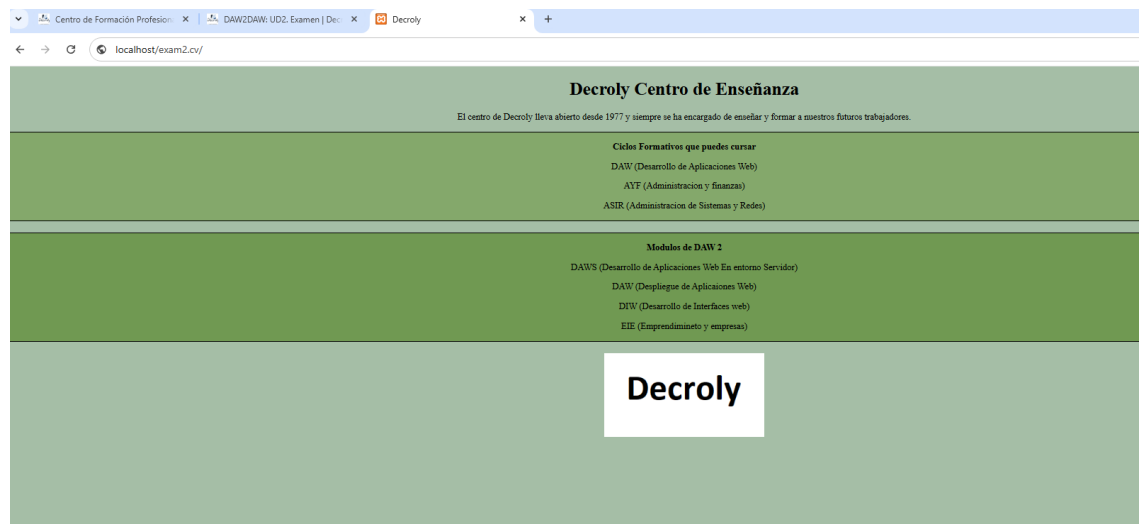 Centro de Formación Profesion
DAW2DAW: UD2. Examen | Dec
Decroly
localhost/exam2.cv/
Decroly Centro de Enseñanza
El centro de Decroly lleva abierto desde 1977 y siempre se ha encargado de enseñar y formar a nuestros futuros trabajadores.
Ciclos Formativos que puedes cursar
DAW (Desarrollo de Aplicaciones Web)
AYF (Administracion y finanzas)
ASIR (Administracion de Sistemas y Redes)
Modulos de DAW 2
DAWS (Desarrollo de Aplicaciones Web En entorno Servidor)
DAW (Despliegue de Aplicaiones Web)
DIW (Desarrollo de Interfaces web)
EIE (Emprendimineto y empresas)
Decroly